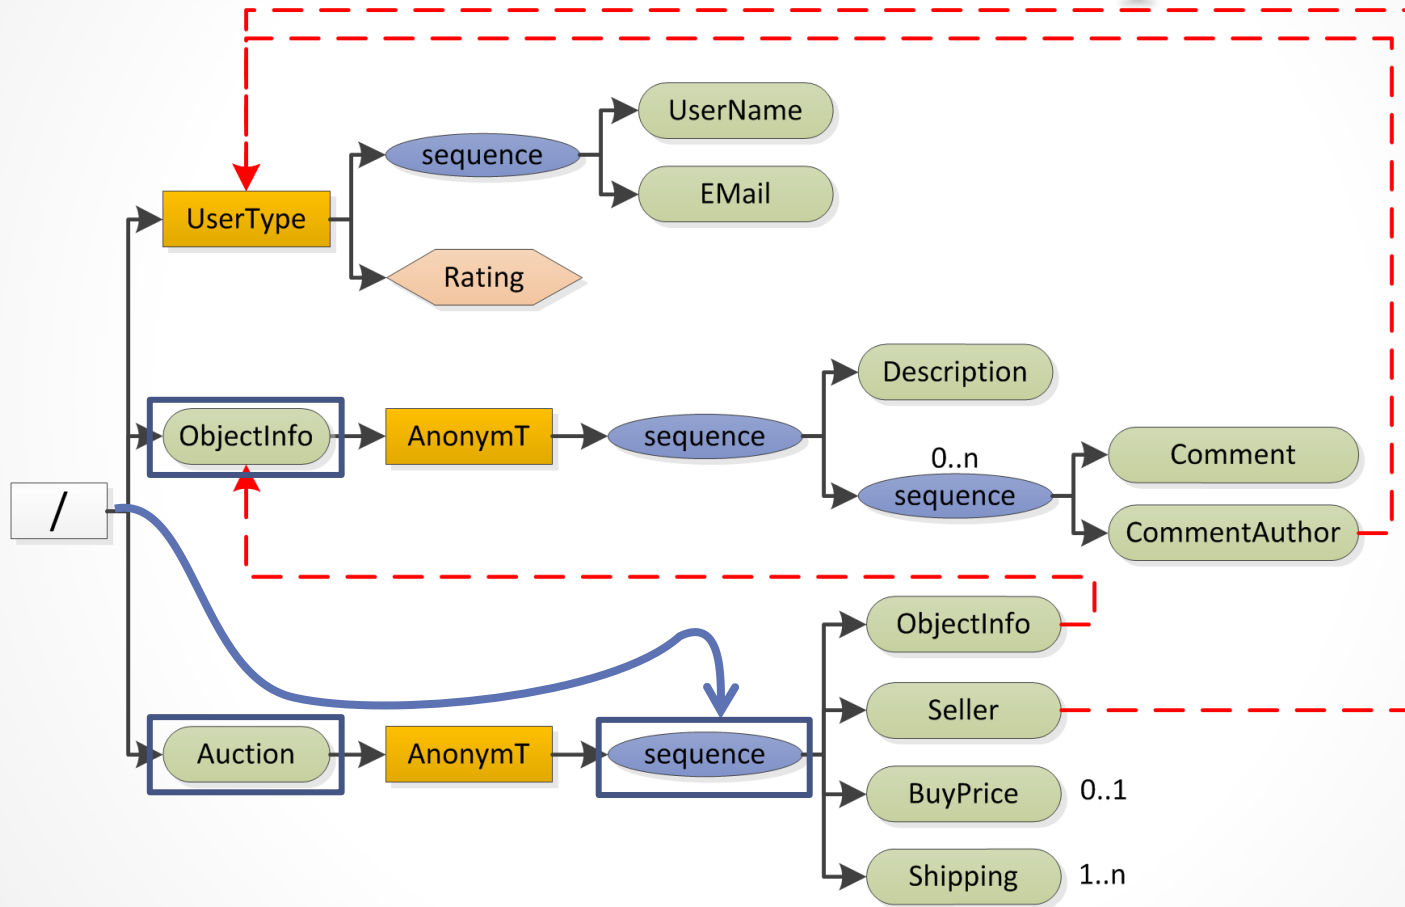 UserName
sequence
EMail
UserType
Rating
Description
ObjectInfo
AnonymT
sequence
0..n
Comment
sequence
/
CommentAuthor
ObjectInfo
Seller
Auction
AnonymT
sequence
BuyPrice
0..1
Shipping
1..n